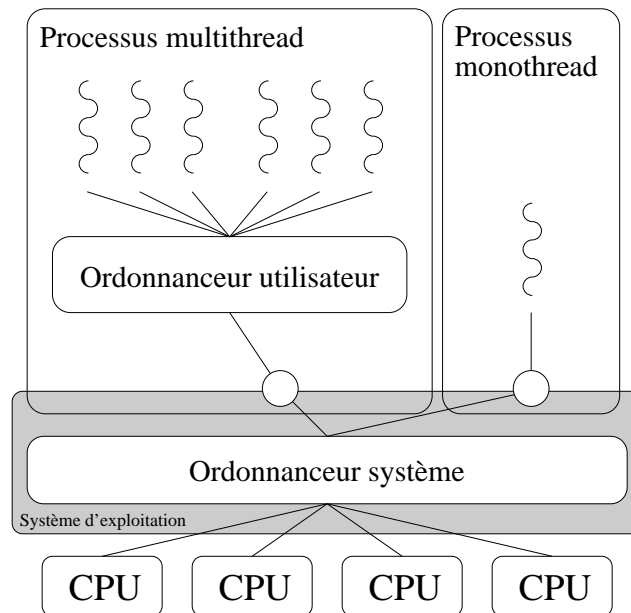 Processus multithread
Processus
monothread
Ordonnanceur utilisateur
Ordonnanceur système
Système d'exploitation
CPU
CPU
CPU
CPU